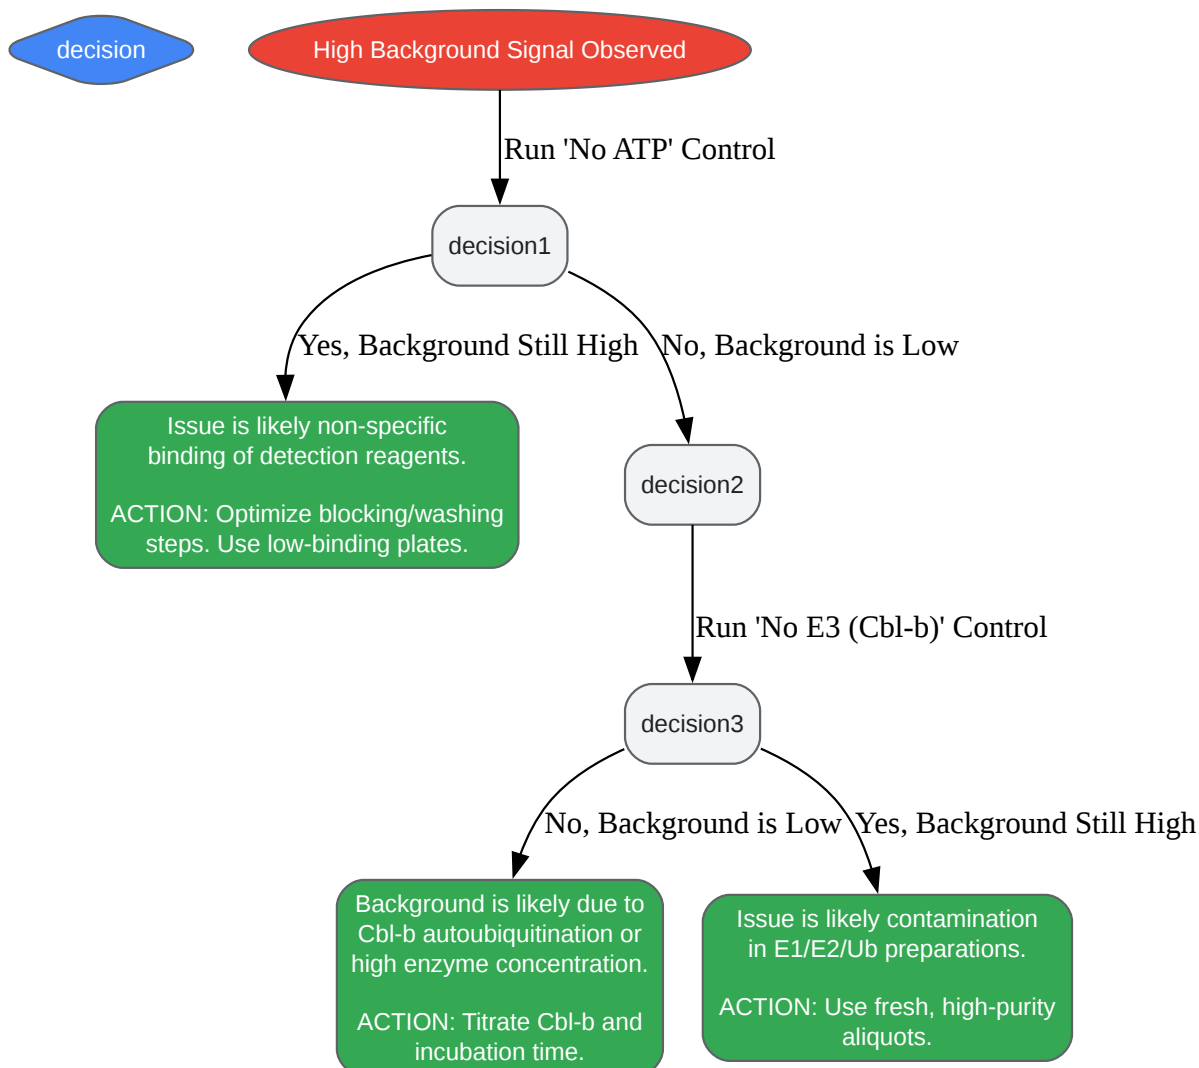 decision
High Background Signal Observed
Run 'No ATP' Control
decision1
Yes, Background Still High
No, Background is Low
Issue is likely non-specific
binding of detection reagents.
ACTION: Optimize blocking/washing
steps. Use low-binding plates.
decision2
Run 'No E3 (Cbl-b)' Control
decision3
No, Background is Low
Yes, Background Still High
Background is likely due to
Cbl-b autoubiquitination or
high enzyme concentration.
ACTION: Titrate Cbl-b and
incubation time.
Issue is likely contamination
in E1/E2/Ub preparations.
ACTION: Use fresh, high-purity
aliquots.